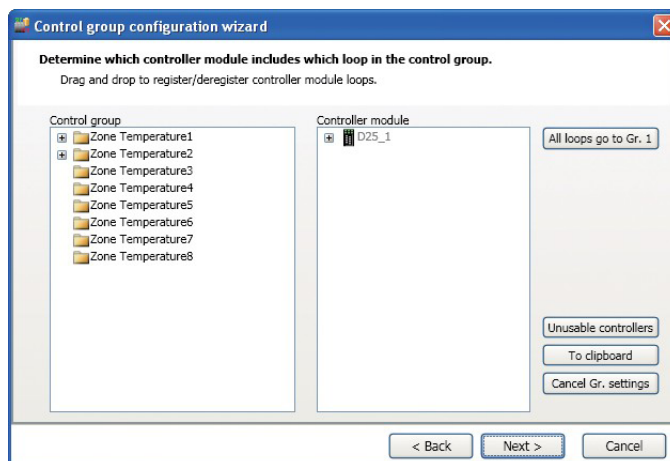 Control group configuration wizard
Determine which controller module includes which loop in the control group.
Drag and drop to register/deregister controller module loops.
Control group
Zone Temperature1
Zone Temperature2
Zone Temperature3
Zone Temperature4
Zone Temperature5
Zone Temperature6
Zone Temperature7
Zone Temperature8
Controller module
D25_1
All loops go to Gr. 1
Unusable controllers
To clipboard
Cancel Gr. settings
< Back
Next >
Cancel